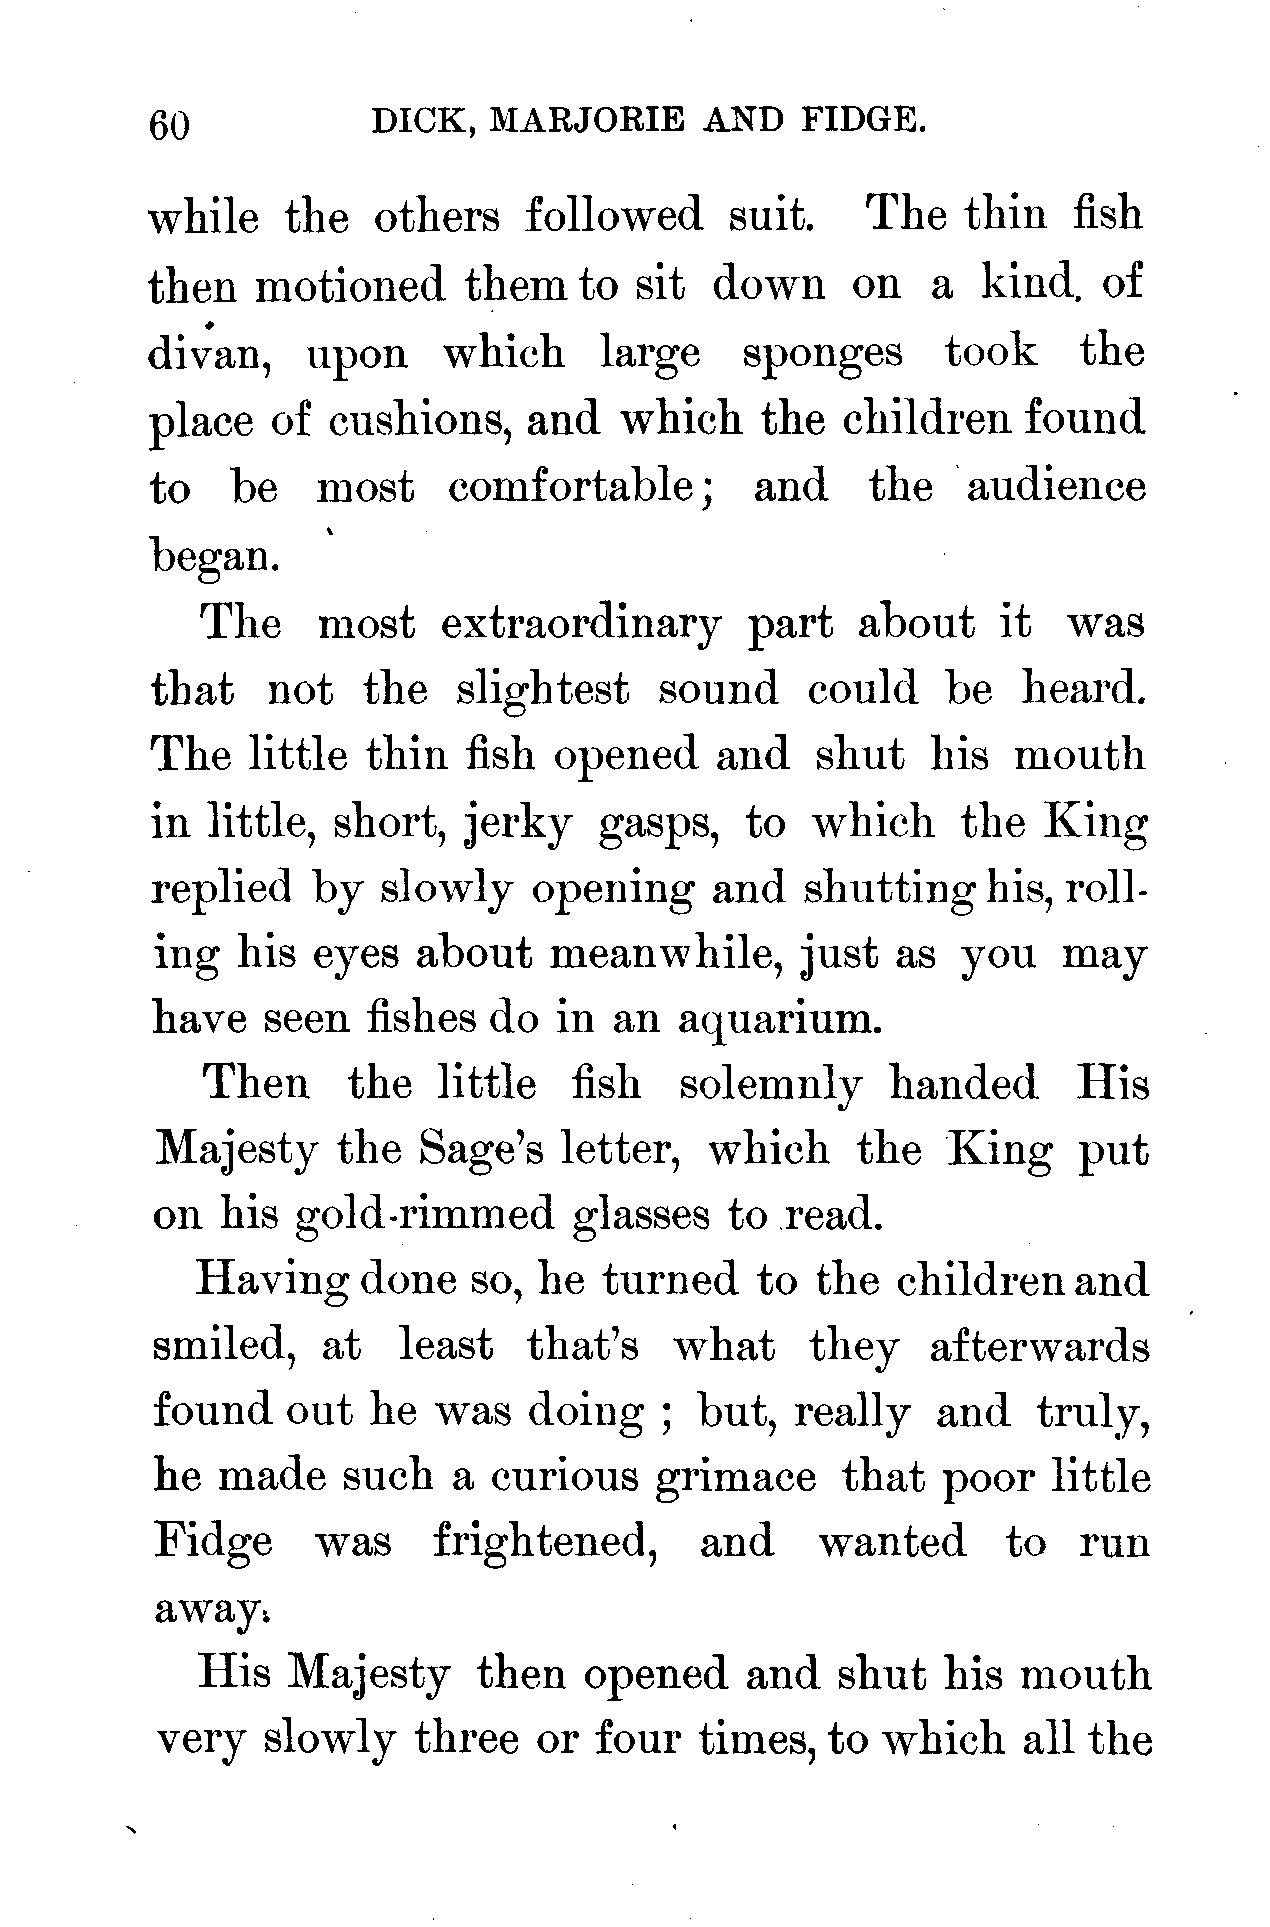 60 DICK, MARJORIE AND FIDGE.
while the others followed suit. The thin fish
then motioned them to sit down on a kind of
divan, upon which large sponges took the
place of cushions, and which the children found
to be most comfortable; and the audience
began.
The most extraordinary part about it was
that not the slightest sound could be heard.
The little thin fish opened and shut his mouth
in little, short, jerky gasps, to which the King
replied by slowly opening and shutting his, roll-
ing his eyes about meanwhile, just as you may
have seen fishes do in an aquarium.
Then the little fish solemnly handed His
Majesty the Sage's letter, which the King put
on his gold-rimmed glasses to read.
Having done so, he turned to the children and
smiled, at least that's what they afterwards
found out he was doing ; but, really and truly,
he made such a curious grimace that poor little
Fidge was frightened, and wanted to run
away.
His Majesty then opened and shut his mouth
very slowly three or four times, to which all the